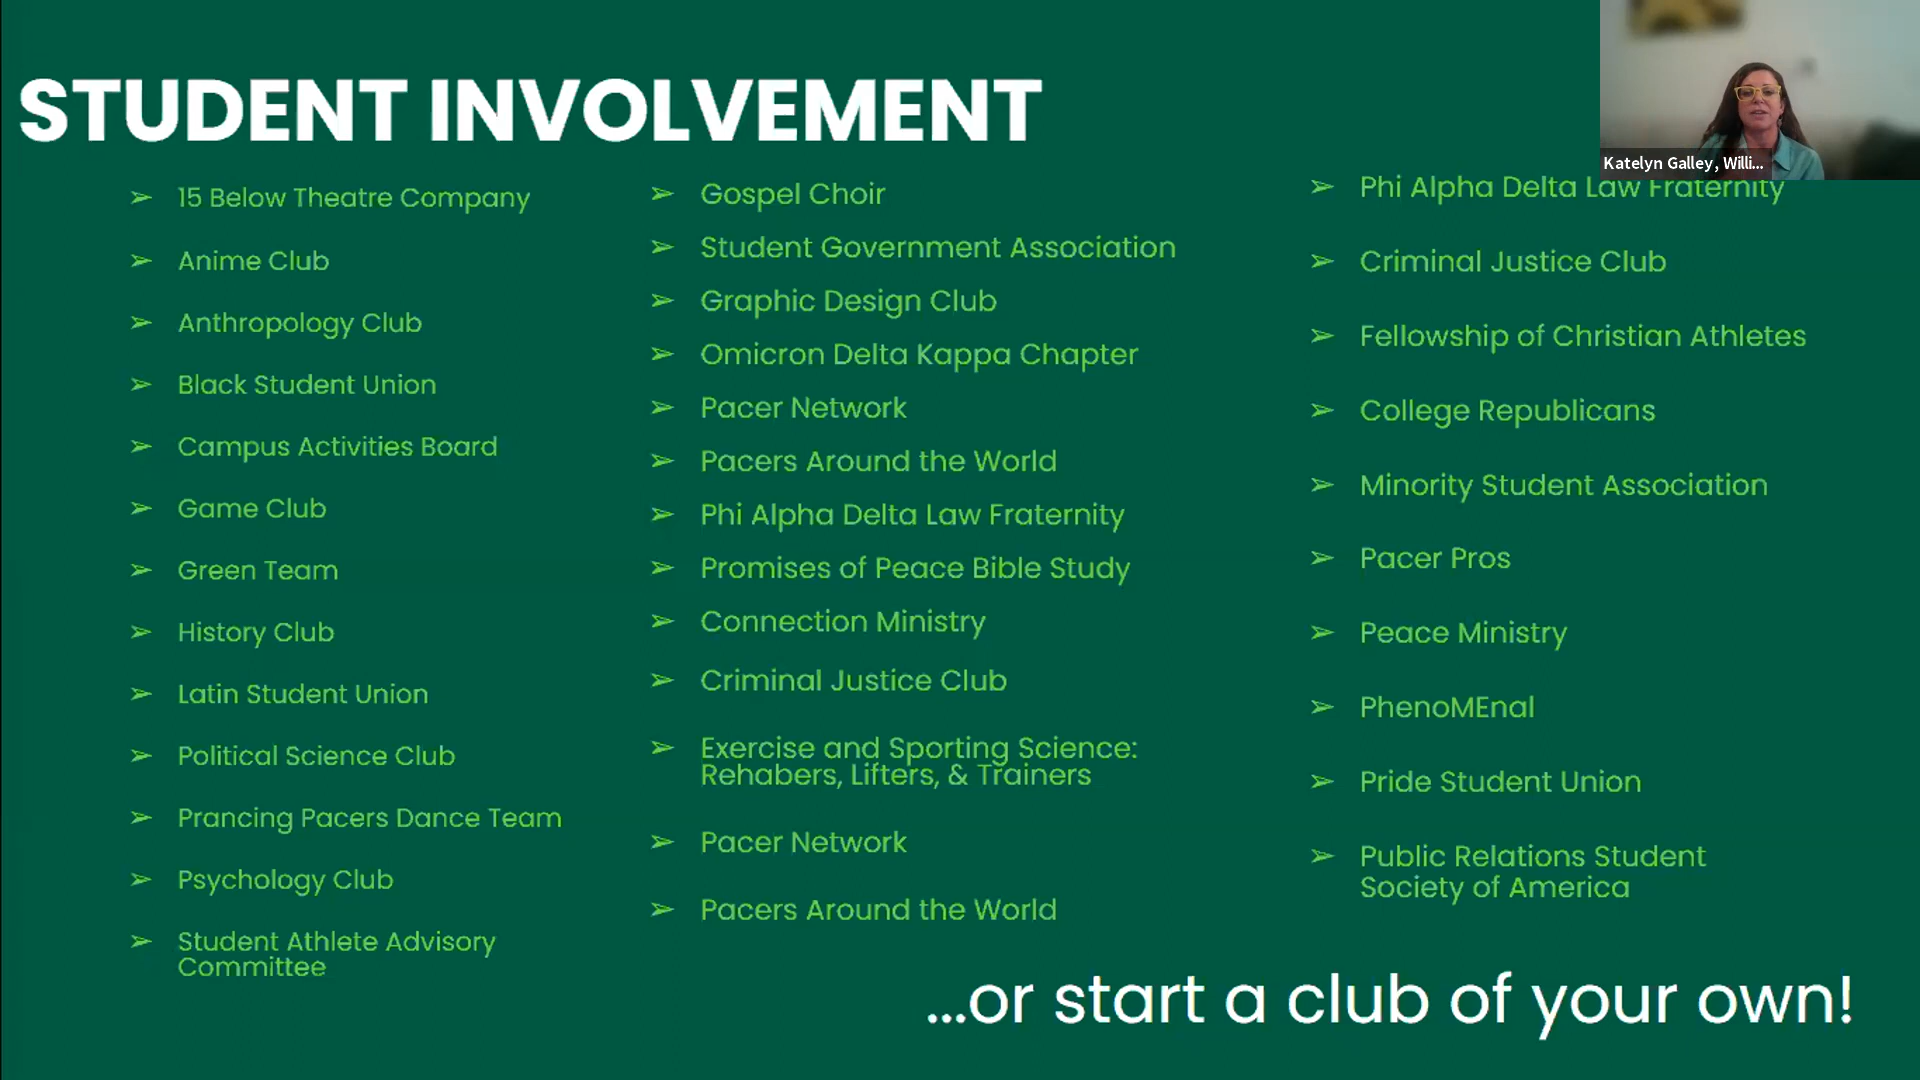 STUDENT INVOLVEMENT
➢ 15 Below Theatre Company
➢ Anime Club
➢ Anthropology Club
➢ Black Student Union
➢ Campus Activities Board
➢ Game Club
➢ Green Team
➢ History Club
➢ Latin Student Union
➢ Political Science Club
➢ Prancing Pacers Dance Team
➢ Psychology Club
➢ Student Athlete Advisory
Committee
➢ Gospel Choir
➢ Student Government Association
➢ Graphic Design Club
➢ Omicron Delta Kappa Chapter
➢ Pacer Network
➢ Pacers Around the World
➢ Phi Alpha Delta Law Fraternity
➢ Promises of Peace Bible Study
➢ Connection Ministry
➢ Criminal Justice Club
➢ Exercise and Sporting Science:
Rehabers, Lifters, & Trainers
➢ Pacer Network
➢ Pacers Around the World
Katelyn Galley, Willi...
➢ Phi Alpha Delta Law Fraternity
➢ Criminal Justice Club
➢ Fellowship of Christian Athletes
➢ College Republicans
➢ Minority Student Association
➢ Pacer Pros
➢ Peace Ministry
➢ PhenoMEnal
➢ Pride Student Union
➢ Public Relations Student
Society of America
...or start a club of your own!